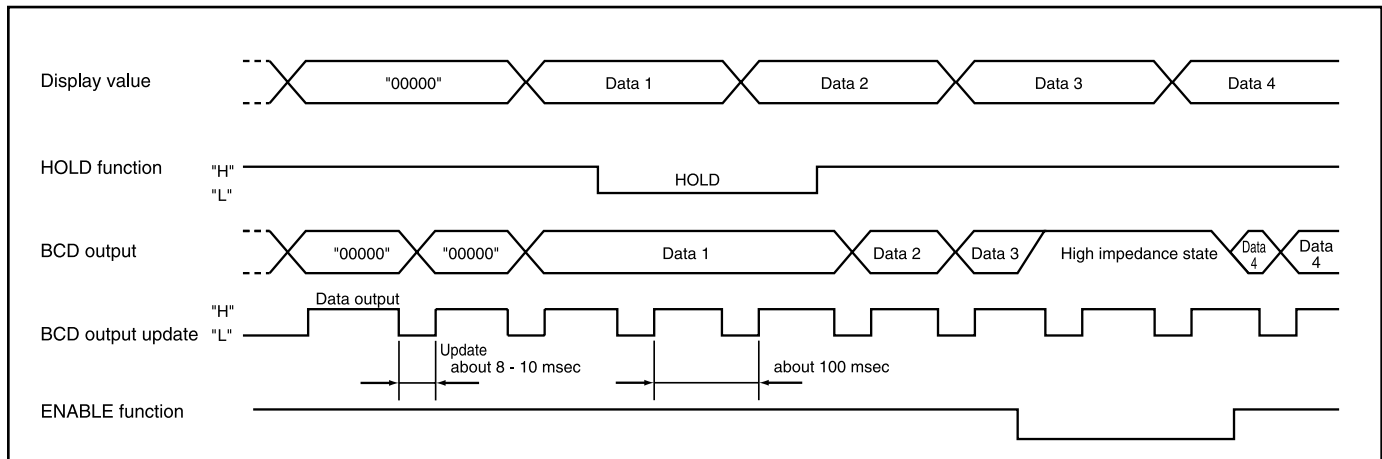 Display value "00000" Data 1 Data 2 Data 3 Data 4
HOLD function "H"
"L" HOLD
BCD output "00000" "00000" Data 1 Data 2 Data 3 High impedance state Data 4 Data 4
"H" Data output
BCD output update "L"
Update
about 8 - 10 msec about 100 msec
ENABLE function